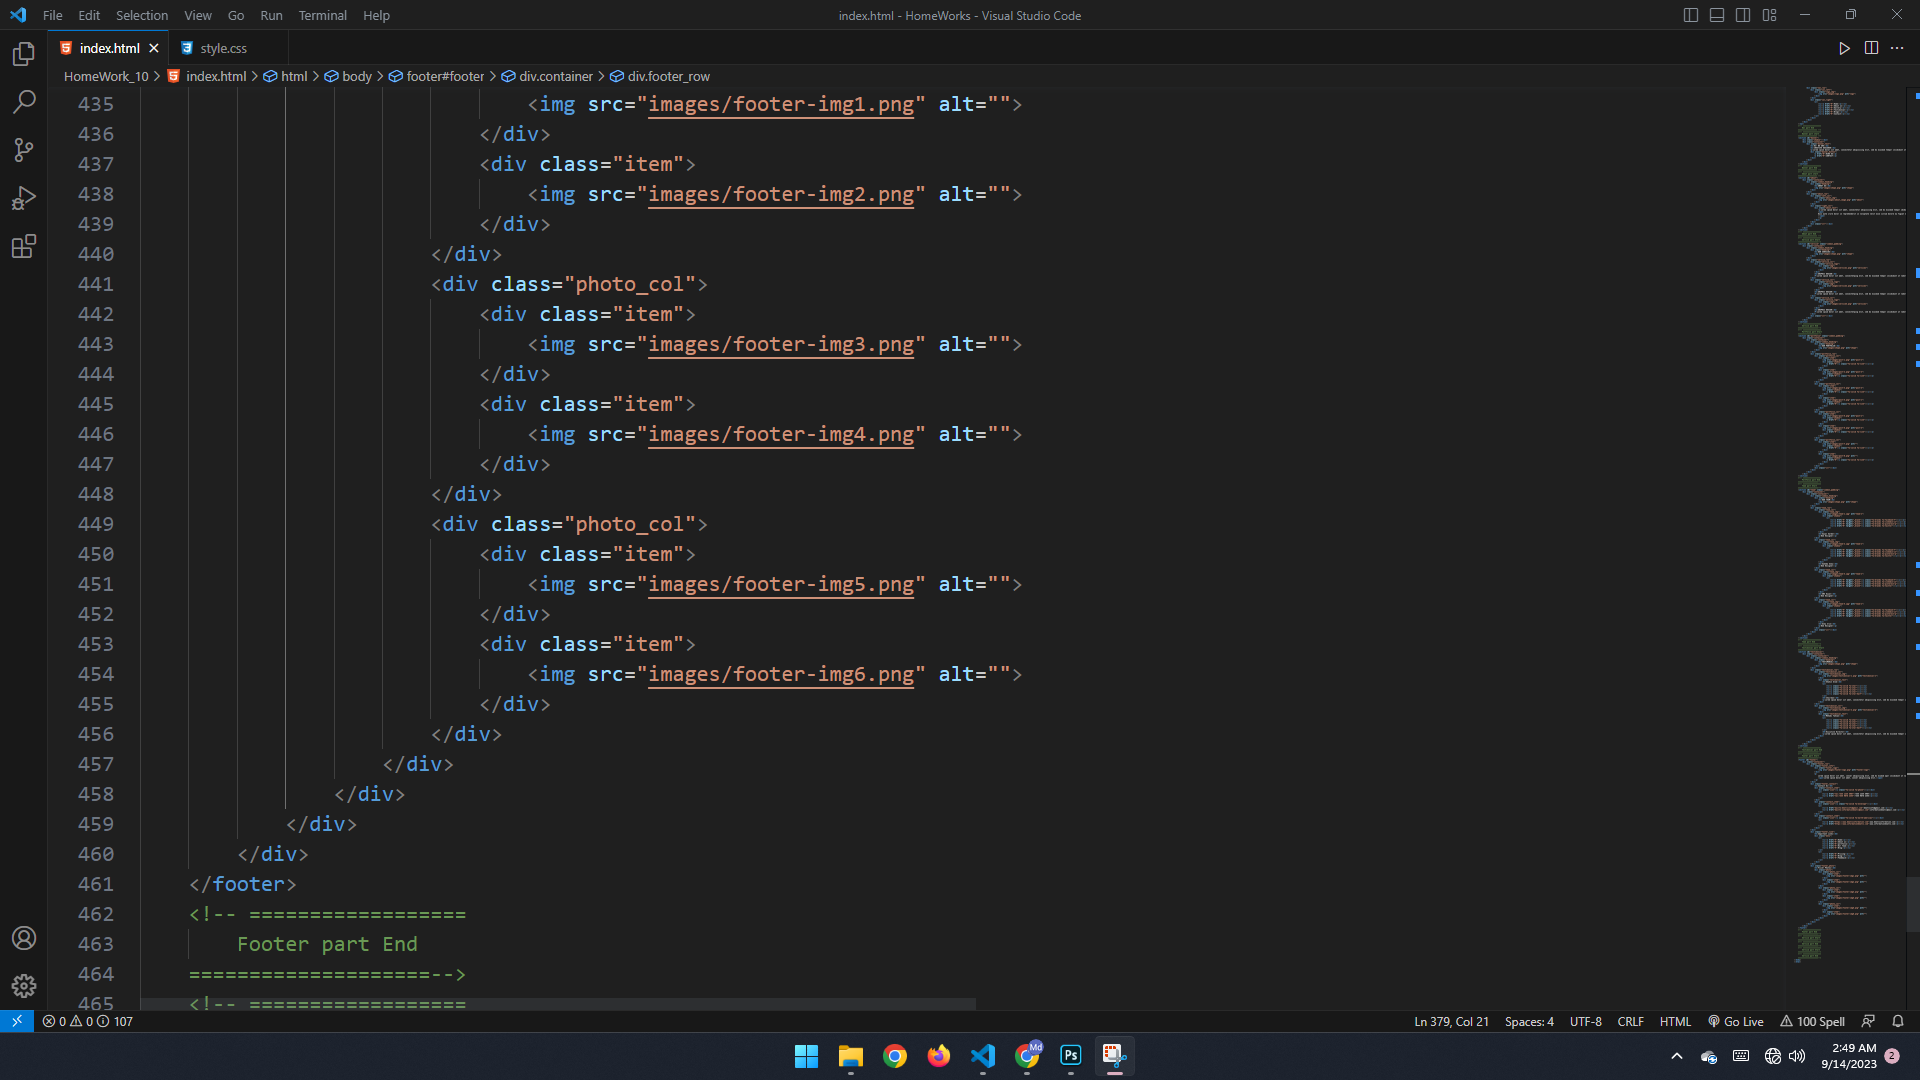 File Edit Selection View Go Run Terminal Help
index.html - HomeWorks - Visual Studio Code
index.html
style.css
HomeWork_10 > index.html > html > body > footer#footer > div.container > div.footer_row
435 <img src="images/footer-img1.png" alt="">
436 </div>
437 <div class="item">
438 <img src="images/footer-img2.png" alt="">
439 </div>
440 </div>
441 <div class="photo_col">
442 <div class="item">
443 <img src="images/footer-img3.png" alt="">
444 </div>
445 <div class="item">
446 <img src="images/footer-img4.png" alt="">
447 </div>
448 </div>
449 <div class="photo_col">
450 <div class="item">
451 <img src="images/footer-img5.png" alt="">
452 </div>
453 <div class="item">
454 <img src="images/footer-img6.png" alt="">
455 </div>
456 </div>
457 </div>
458 </div>
459 </div>
460 </div>
461 </footer>
462 <!-- ==================
463 Footer part End
464 ====================-->
465 <!-- ==================
0 0 107
Ln 379, Col 21 Spaces: 4 UTF-8 CRLF HTML Go Live 100 Spell
Md
Ps
2:49 AM
9/14/2023
2